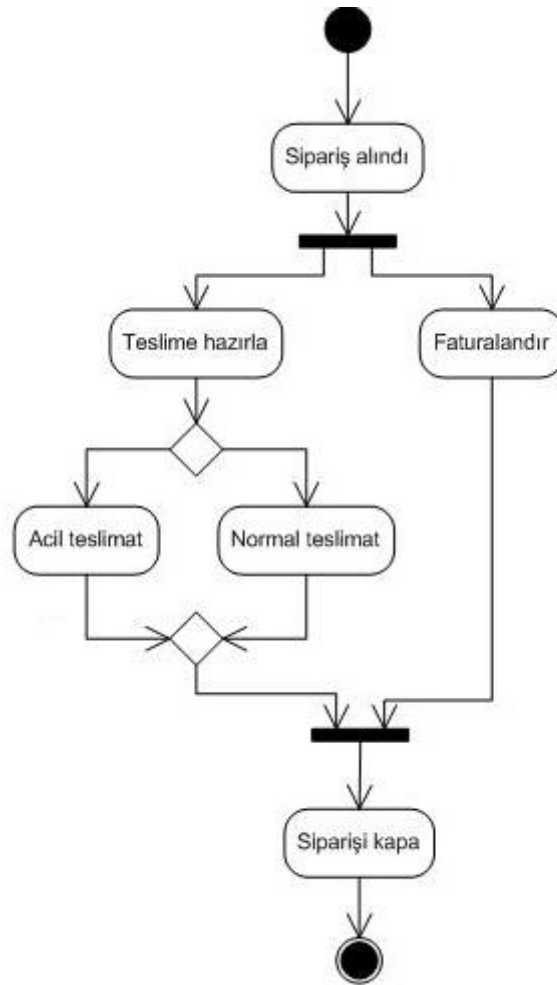 Sipariş alındı
Teslime hazırla
Faturalandır
Acil teslimat
Normal teslimat
Siparişi kapa